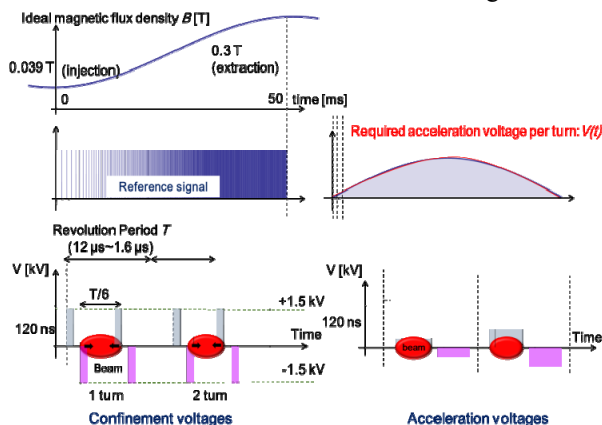 Ideal magnetic flux density B [T]
0.039 T (injection)
0.3 T
(extraction)
0
50
time [ms]
Reference signal
Required acceleration voltage per turn: V(t)
Revolution Period T
(12 μs~1.6 μs)
V [kV]
T/6
+1.5 kV
120 ns
Time
Beam
-1.5 kV
1 turn
2 turn
Confinement voltages
V [kV]
120 ns
Time
beam
Acceleration voltages